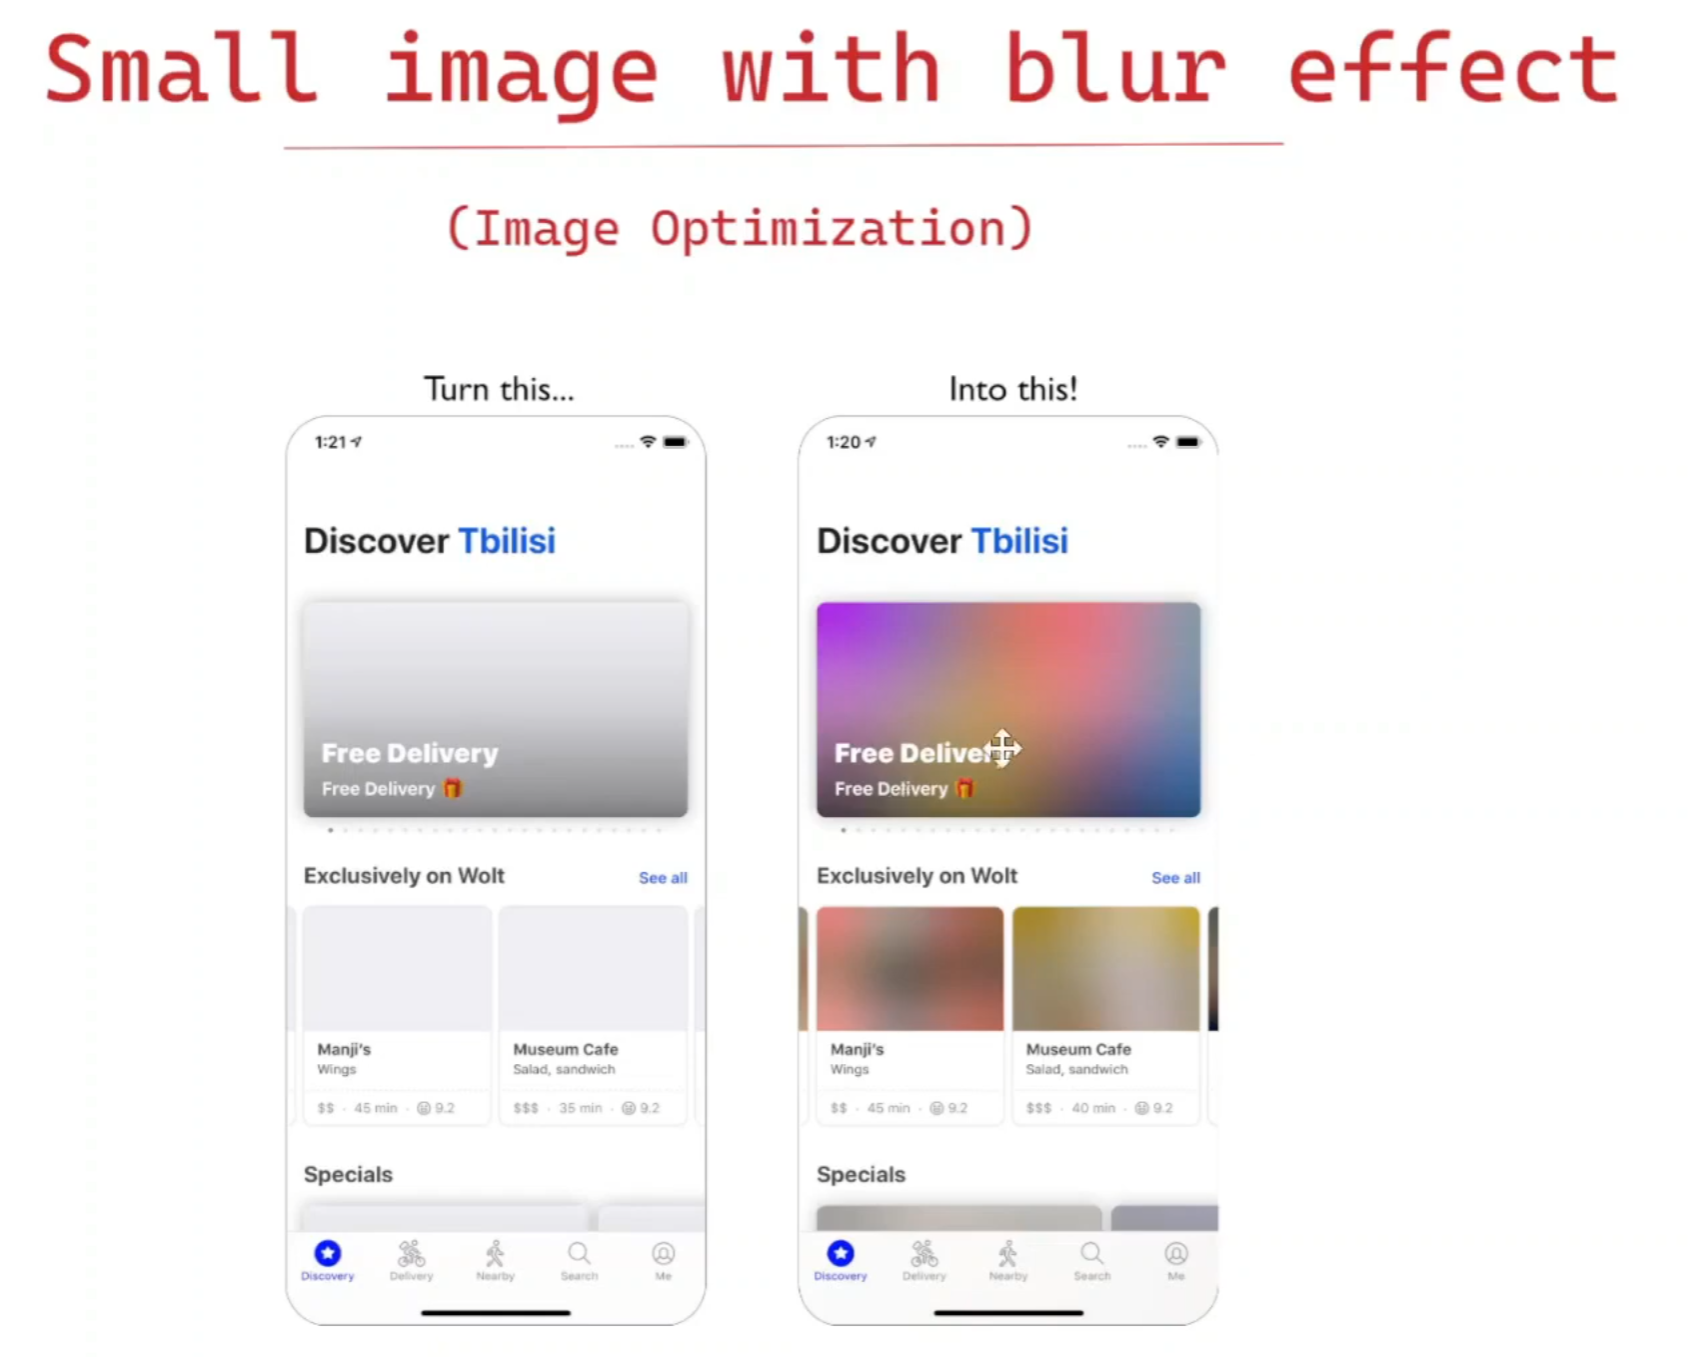 Small image with blur effect
(Image Optimization)
Turn this...
1:21
Discover Tbilisi
Free Delivery
Free Delivery 🎁
Exclusively on Wolt See all
Manji's
Wings
$$ · 45 min · 9.2
Museum Cafe
Salad, sandwich
$$$ · 35 min · 9.2
Specials
Discovery Delivery Nearby Search Me
Into this!
1:20
Discover Tbilisi
Free Deliver
Free Delivery 🎁
Exclusively on Wolt See all
Manji's
Wings
$$ · 45 min · 9.2
Museum Cafe
Salad, sandwich
$$$ · 40 min · 9.2
Specials
Discovery Delivery Nearby Search Me